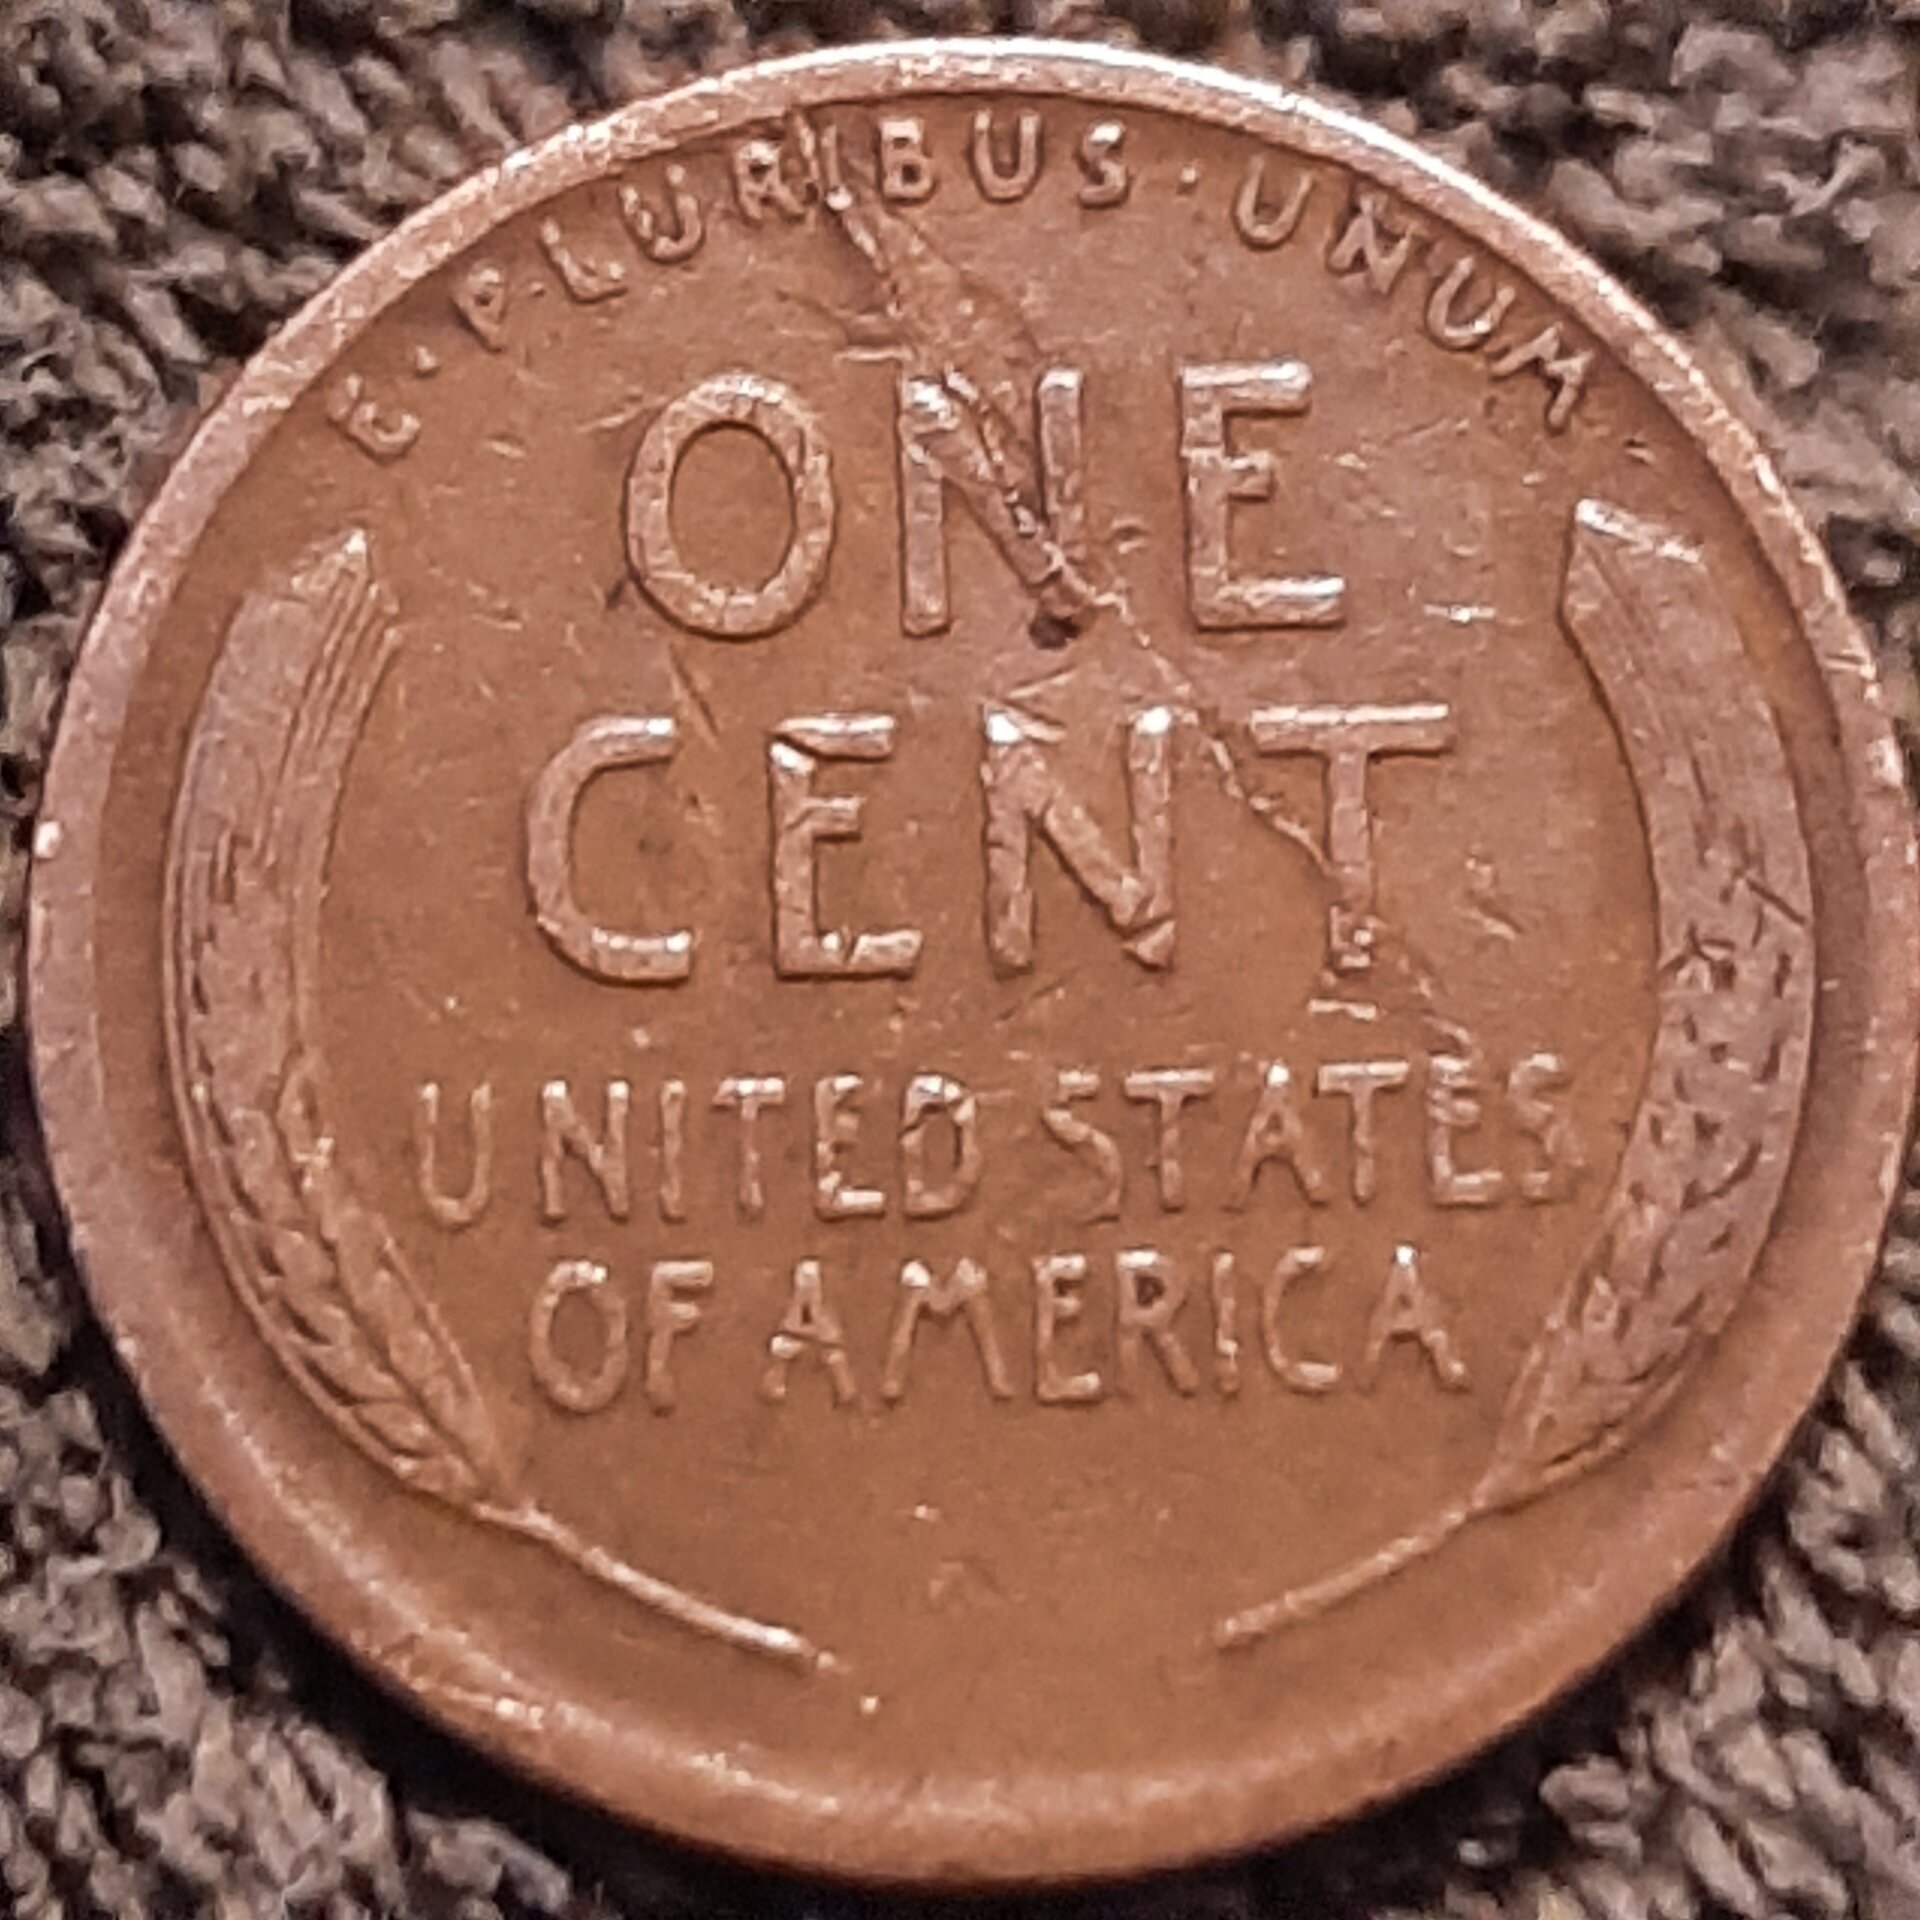 E · PLURIBUS · UNUM
ONE
CENT
UNITED STATES
OF AMERICA